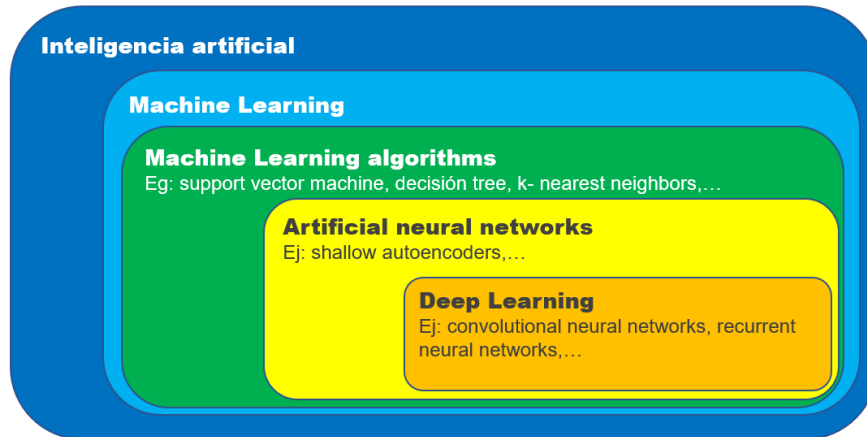 Inteligencia artificial
Machine Learning
Machine Learning algorithms
Eg: support vector machine, decisión tree, k- nearest neighbors,…
Artificial neural networks
Ej: shallow autoencoders,…
Deep Learning
Ej: convolutional neural networks, recurrent
neural networks,…